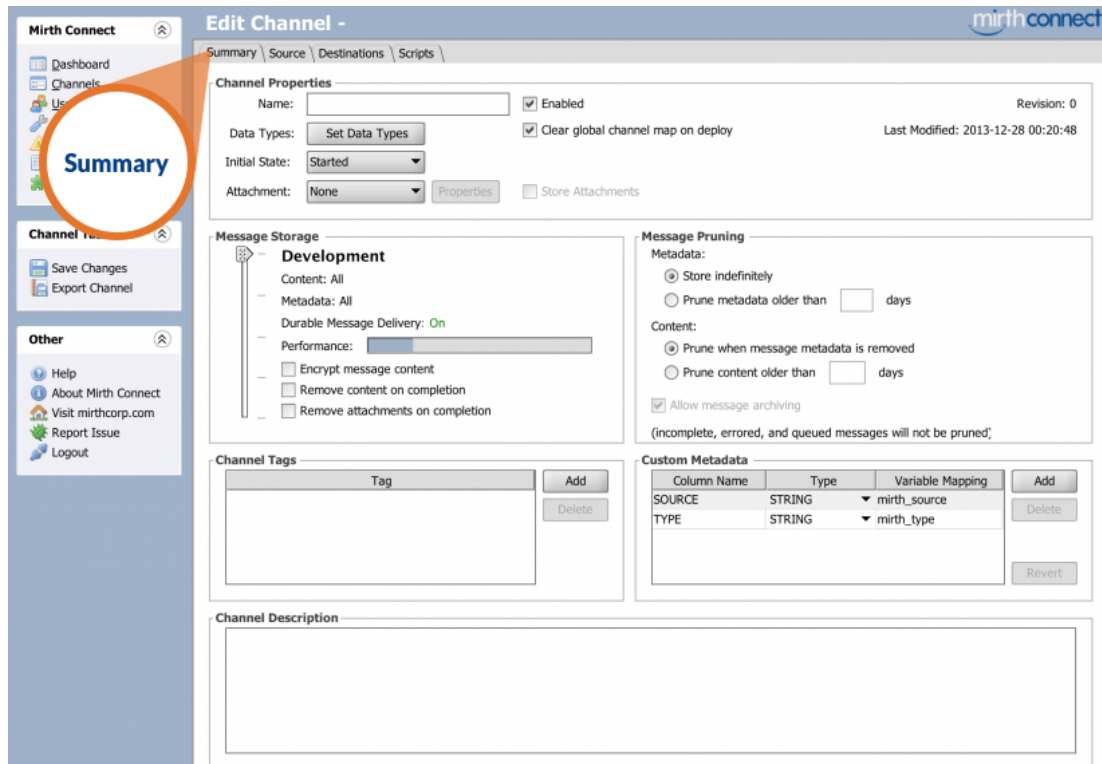 Mirth Connect
Dashboard
Channels
Summary
Channel
Save Changes
Export Channel
Other
Help
About Mirth Connect
Visit mirthcorp.com
Report Issue
Logout
Edit Channel -
mirth connect
Summary Source Destinations Scripts
Channel Properties
Name: Enabled Revision: 0
Data Types: Set Data Types Clear global channel map on deploy Last Modified: 2013-12-28 00:20:48
Initial State: Started
Attachment: None Properties Store Attachments
Message Storage
Development
Content: All
Metadata: All
Durable Message Delivery: On
Performance:
Encrypt message content
Remove content on completion
Remove attachments on completion
Message Pruning
Metadata:
Store indefinitely
Prune metadata older than days
Content:
Prune when message metadata is removed
Prune content older than days
Allow message archiving
(incomplete, errored, and queued messages will not be pruned)
Channel Tags
Tag Add
Delete
Custom Metadata
Column Name Type Variable Mapping Add
SOURCE STRING mirth_source Delete
TYPE STRING mirth_type
Revert
Channel Description